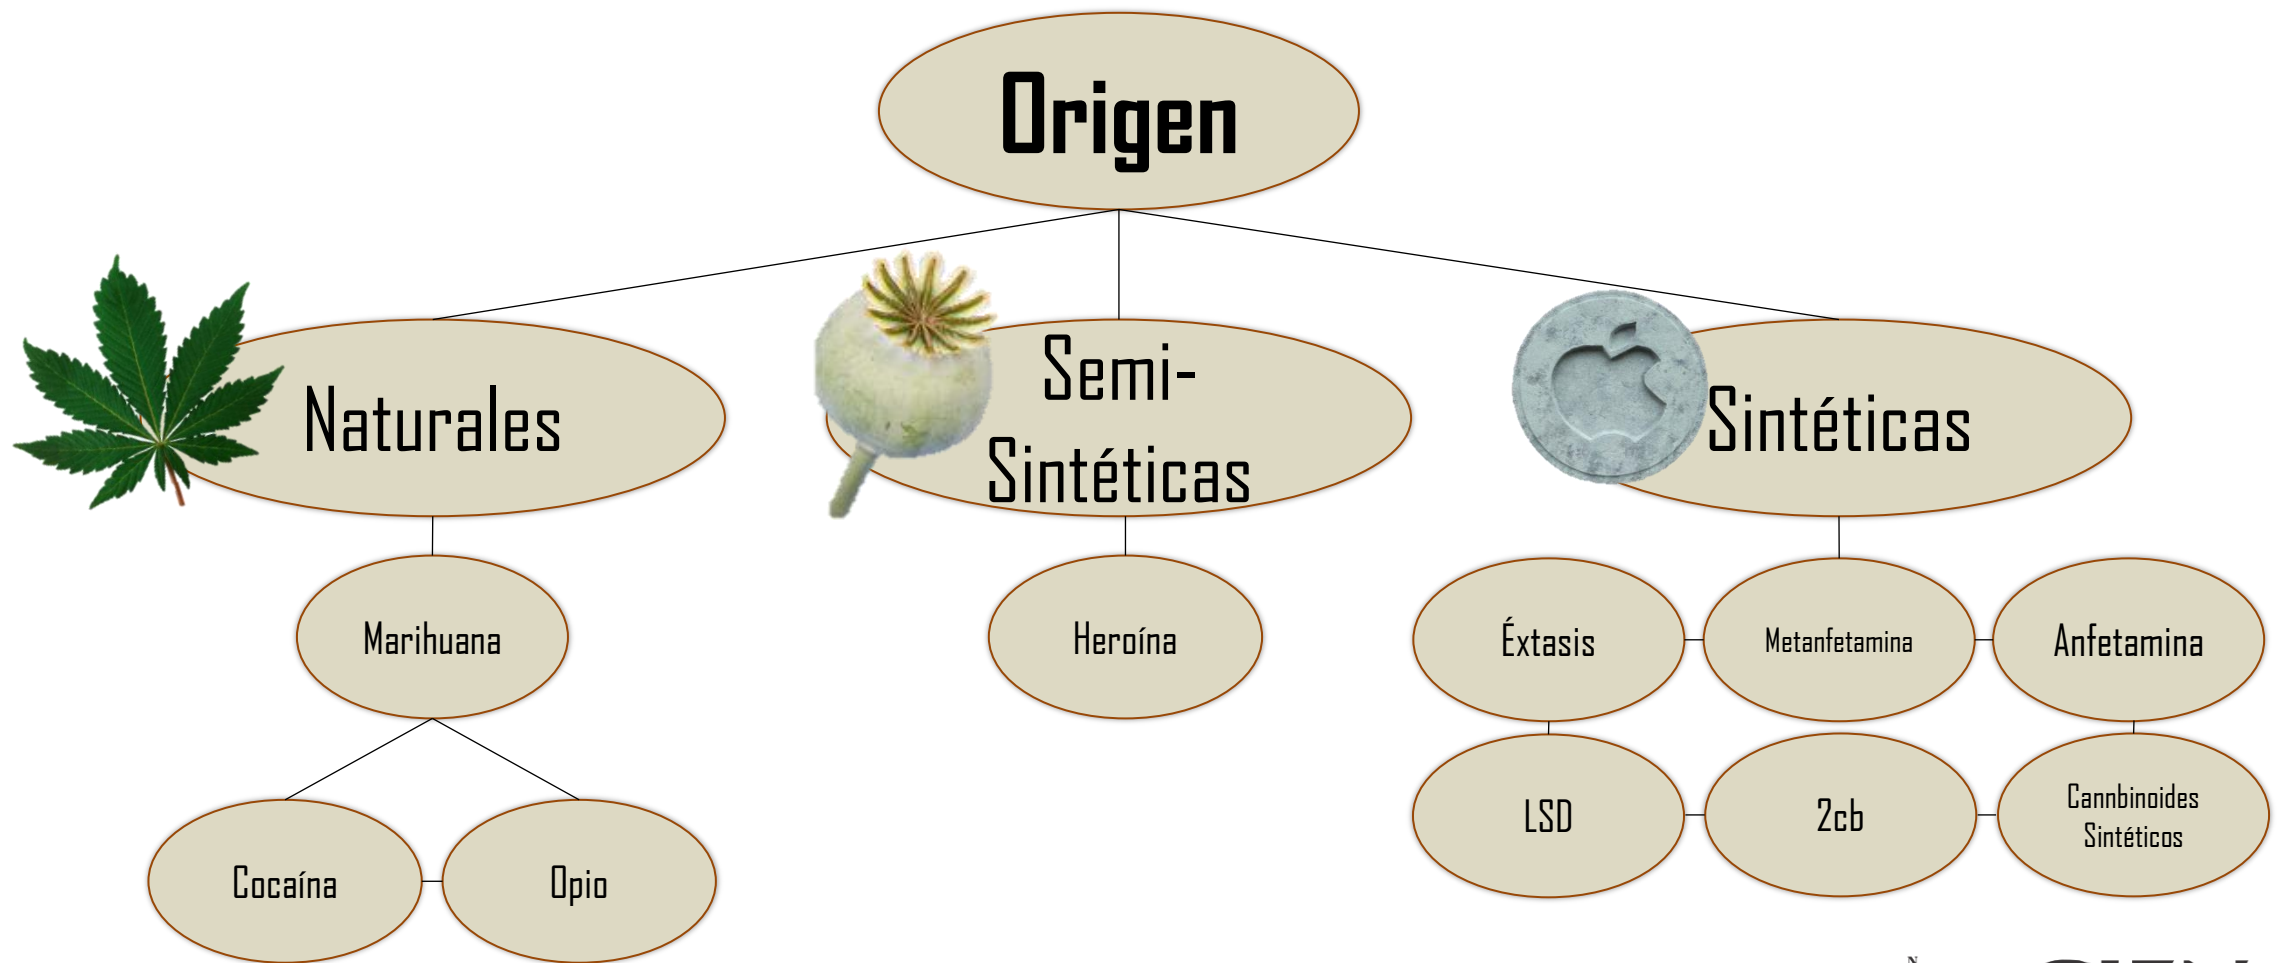 Origen
Naturales
Semi-
Sintéticas
Sintéticas
Marihuana
Heroína
Éxtasis
Metanfetamina
Anfetamina
LSD
2cb
Cannbinoides
Sintéticos
Cocaína
Opio